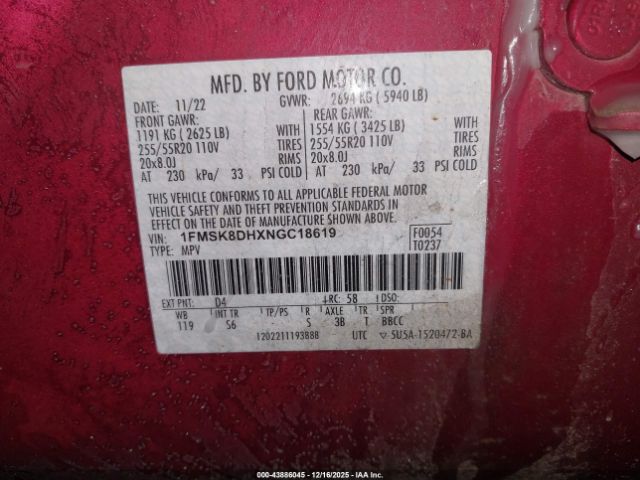 MFD. BY FORD MOTOR CO.
DATE: 11/22 GVWR: 2694 KG (5940 LB)
FRONT GAWR: REAR GAWR:
1191 KG (2625 LB) WITH 1554 KG (3425 LB) WITH
255/55R20 110V TIRES 255/55R20 110V TIRES
20x8.0J RIMS 20x8.0J RIMS
AT 230 kPa/ 33 PSI COLD AT 230 kPa/ 33 PSI COLD
THIS VEHICLE CONFORMS TO ALL APPLICABLE FEDERAL MOTOR
VEHICLE SAFETY AND THEFT PREVENTION STANDARDS IN
EFFECT ON THE DATE OF MANUFACTURE SHOWN ABOVE.
VIN: 1FMSK8DHXNGC18619 F0054
TYPE: MPV T0237
EXT PNT: D4 RC: 58 DSO:
WB INT TR TP/PS R AXLE TR SPR
119 S6 - S 3B T BBCC
1202211193888 UTC ▽-5U5A-1520472-BA
000-43886045 - 12/16/2025 - IAAI, Inc.